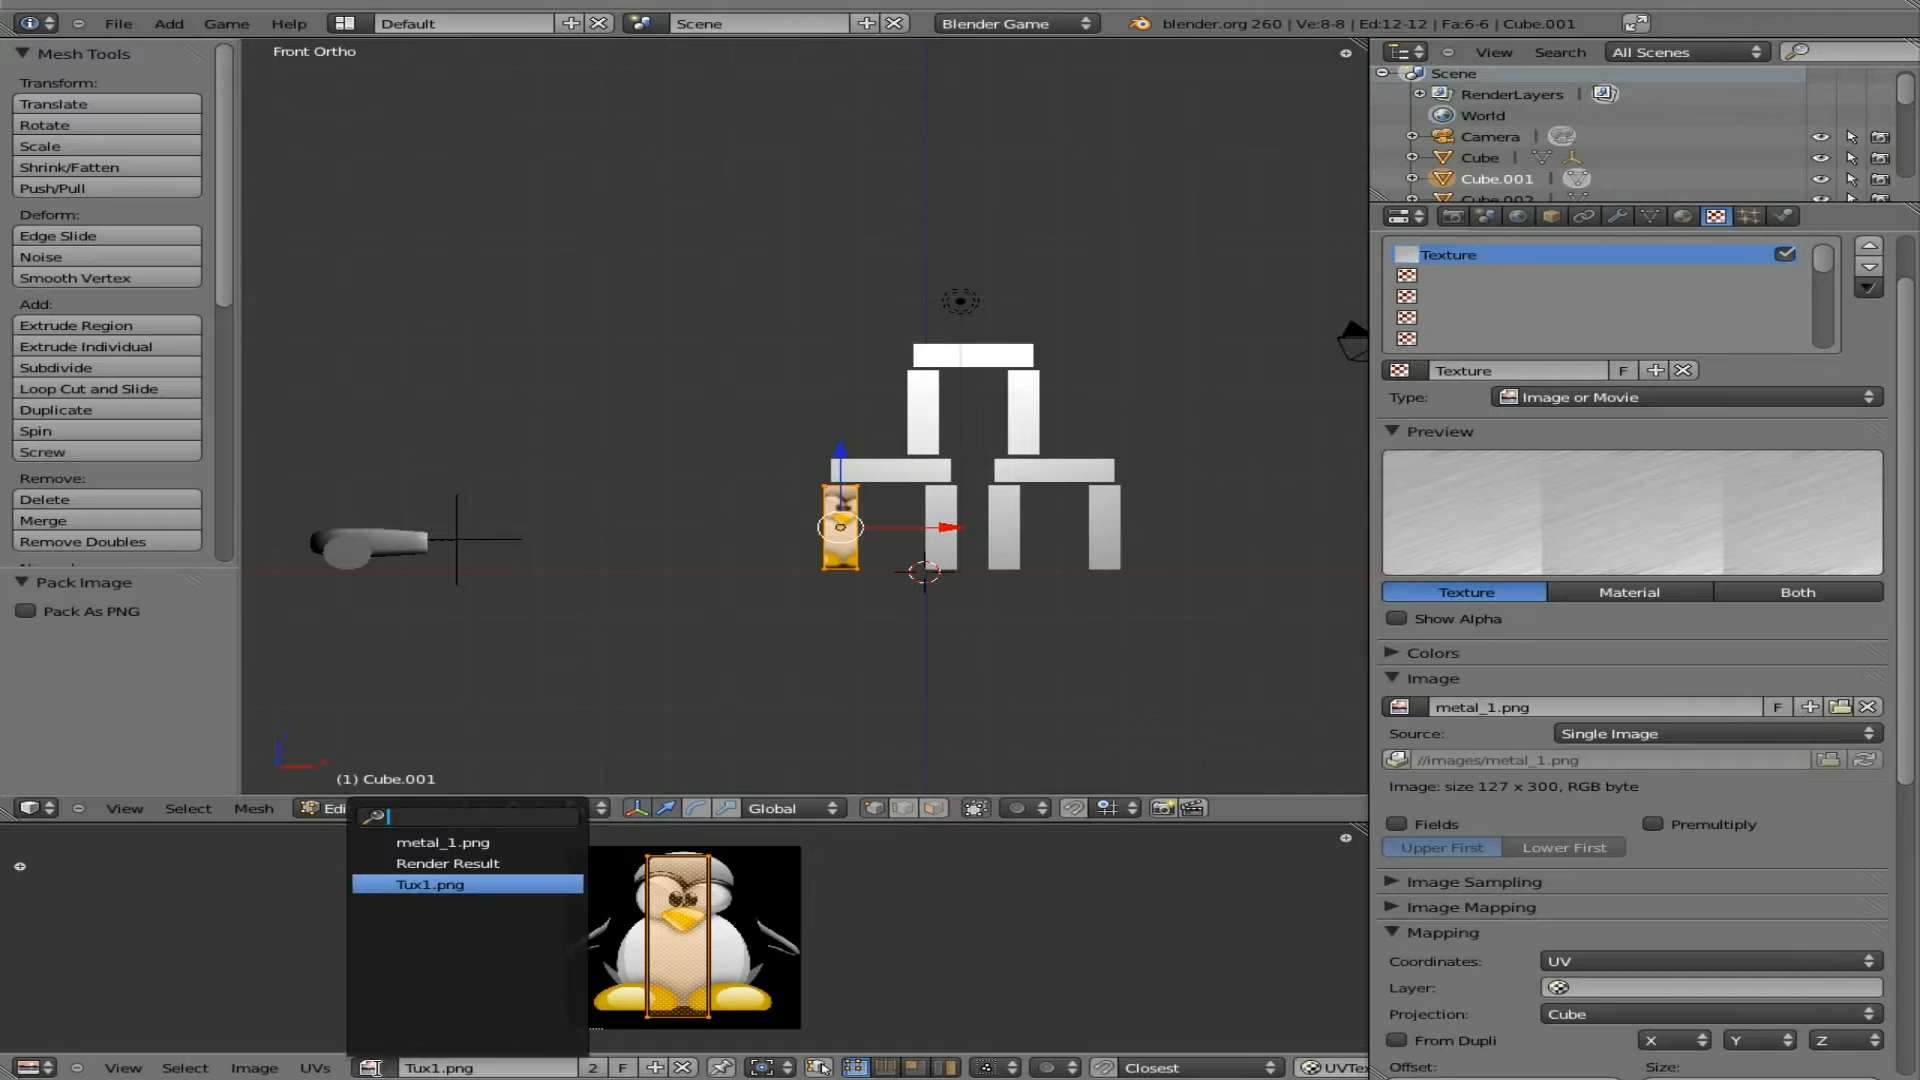 File Add Game Help Default Scene Blender Game blender.org 260 | Ve:8-8 | Ed:12-12 | Fa:6-6 | Cube.001
Mesh Tools
Transform:
Translate
Rotate
Scale
Shrink/Fatten
Push/Pull
Deform:
Edge Slide
Noise
Smooth Vertex
Add:
Extrude Region
Extrude Individual
Subdivide
Loop Cut and Slide
Duplicate
Spin
Screw
Remove:
Delete
Merge
Remove Doubles
Pack Image
Pack As PNG
Front Ortho
(1) Cube.001
View Select Mesh Edi Global
metal_1.png
Render Result
Tux1.png
View Select Image UVs Tux1.png 2 F Closest UVTex
View Search All Scenes
Scene
RenderLayers
World
Camera
Cube
Cube.001
Cube.002
Texture
Texture F
Type: Image or Movie
Preview
Texture Material Both
Show Alpha
Colors
Image
metal_1.png F
Source: Single Image
//images/metal_1.png
Image: size 127 x 300, RGB byte
Fields Premultiply
Upper First Lower First
Image Sampling
Image Mapping
Mapping
Coordinates: UV
Layer:
Projection: Cube
From Dupli X Y Z
Offset: Size: